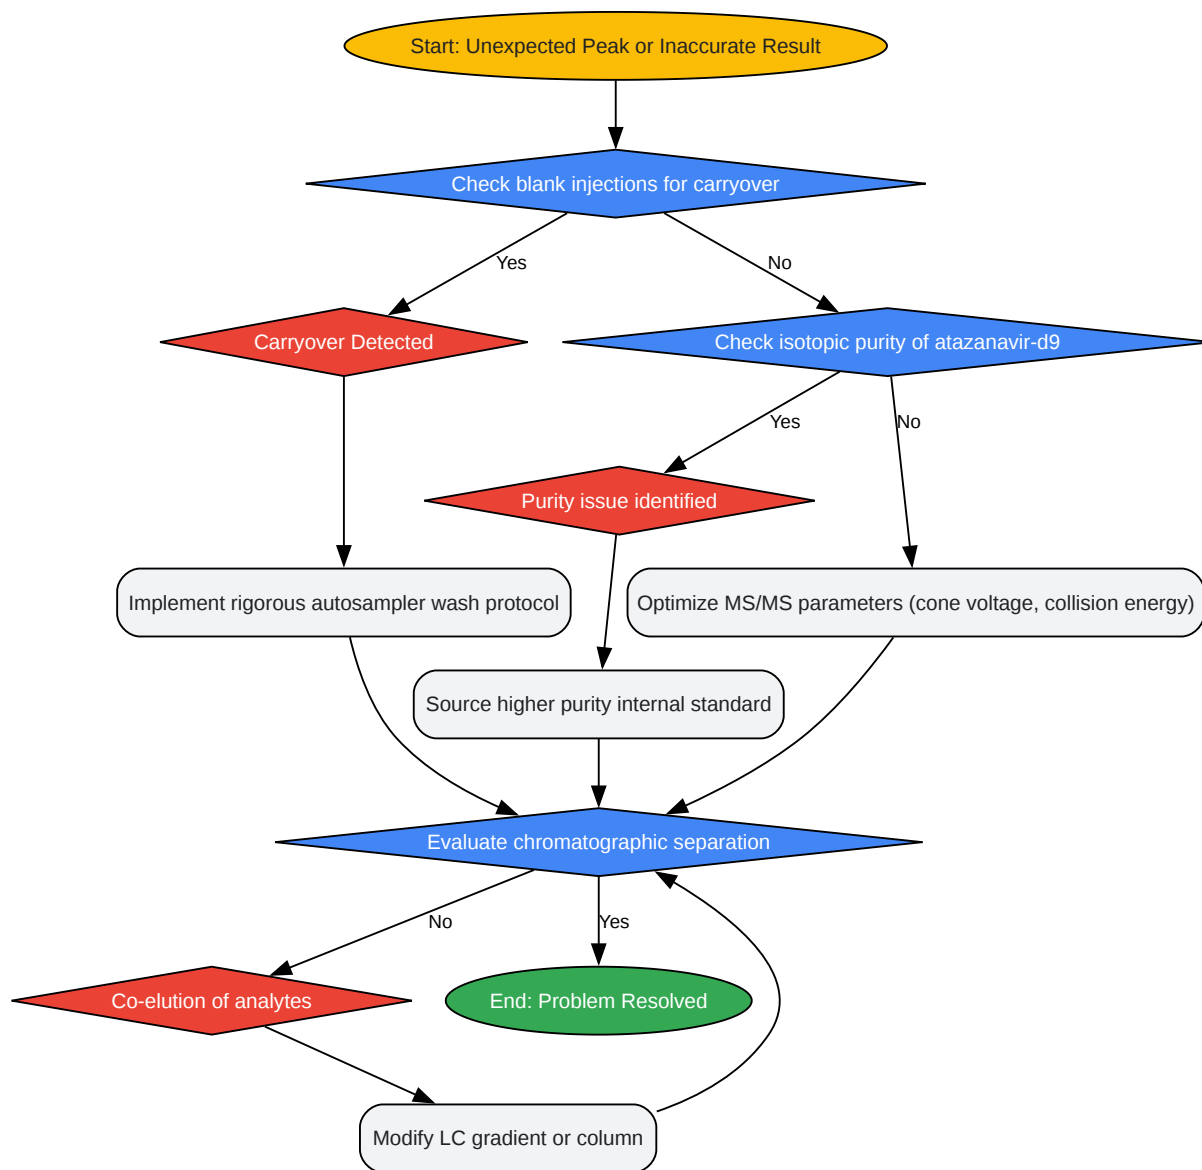 Start: Unexpected Peak or Inaccurate Result
Check blank injections for carryover
Yes
No
Carryover Detected
Check isotopic purity of atazanavir-d9
Yes
No
Purity issue identified
Implement rigorous autosampler wash protocol
Optimize MS/MS parameters (cone voltage, collision energy)
Source higher purity internal standard
Evaluate chromatographic separation
No
Yes
Co-elution of analytes
End: Problem Resolved
Modify LC gradient or column